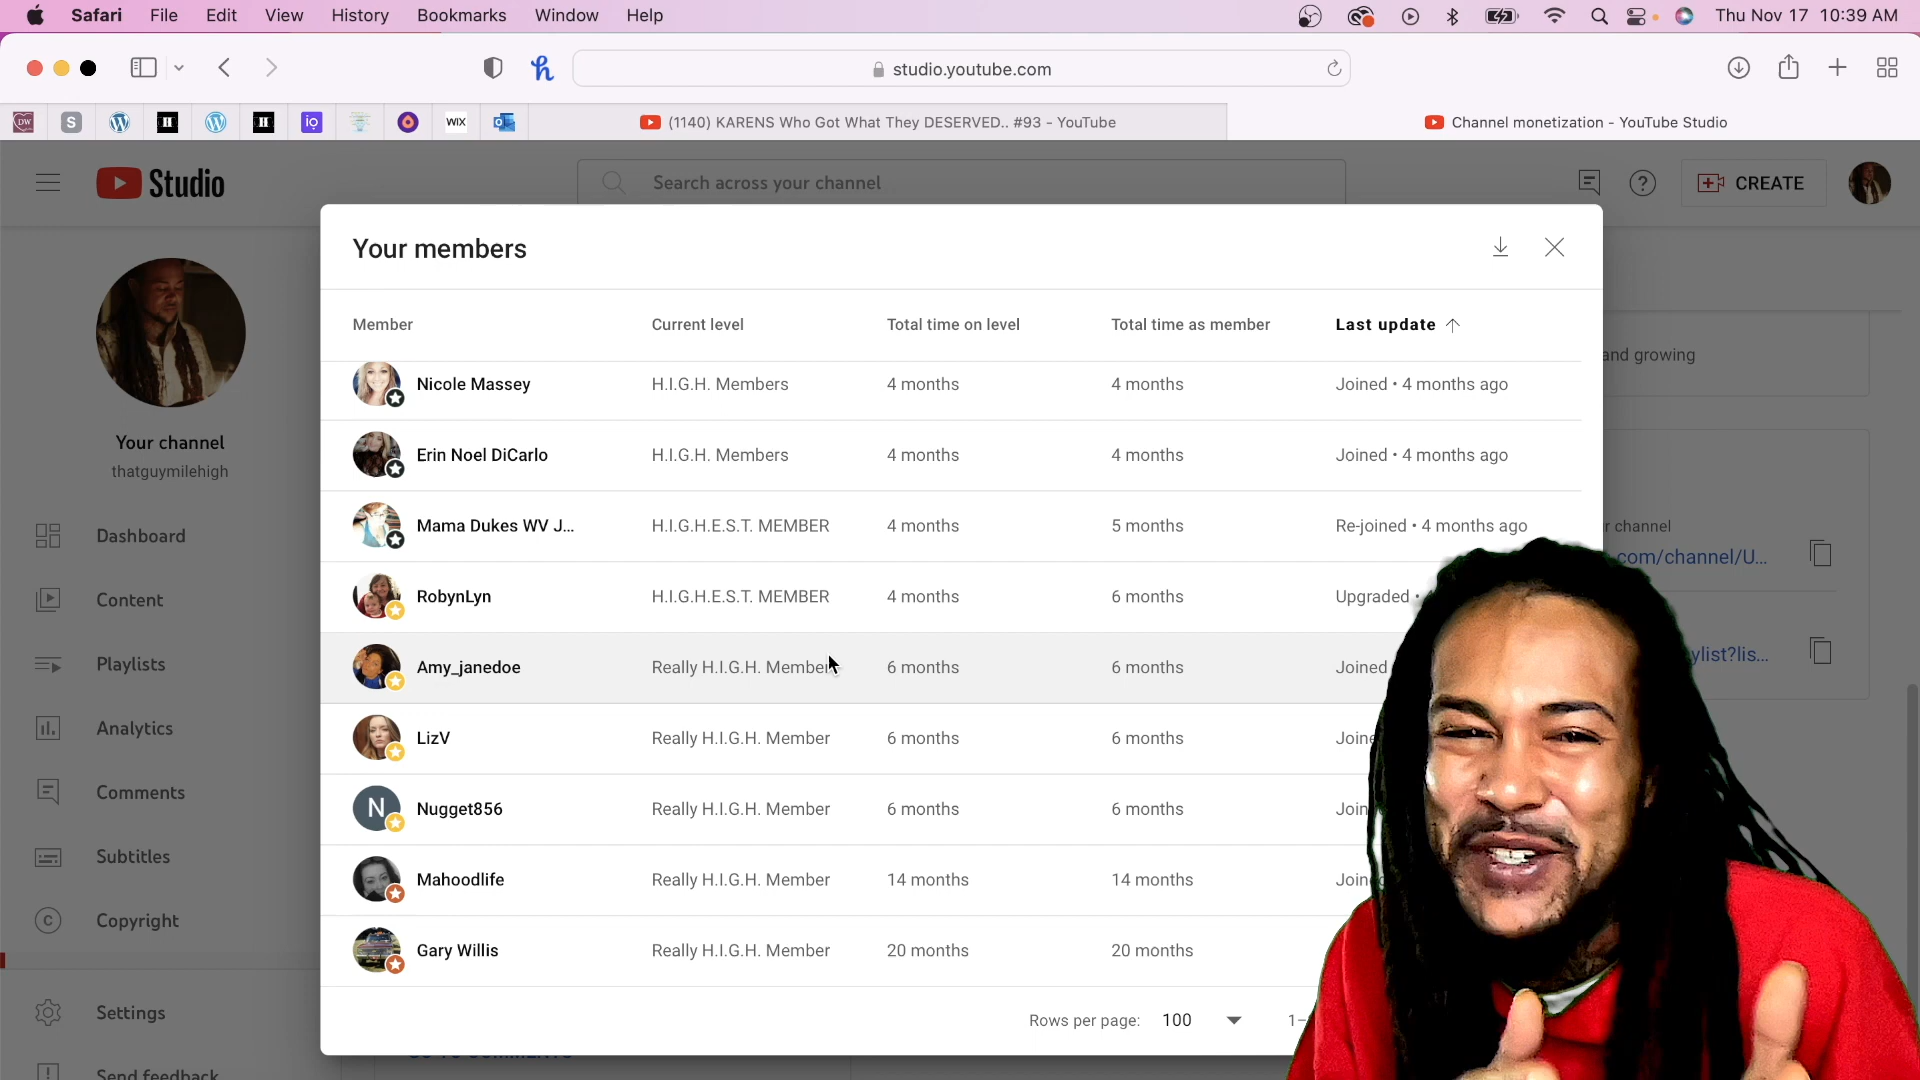 Safari File Edit View History Bookmarks Window Help Thu Nov 17 10:39 AM
studio.youtube.com
DW S H H iọ WIX (1140) KARENS Who Got What They DESERVED.. #93 - YouTube Channel monetization - YouTube Studio
Studio Search across your channel CREATE
Your members
Member Current level Total time on level Total time as member Last update
and growing
Nicole Massey H.I.G.H. Members 4 months 4 months Joined • 4 months ago
Your channel
Erin Noel DiCarlo H.I.G.H. Members 4 months 4 months Joined • 4 months ago
thatguymilehigh
Dashboard
Mama Dukes WV J... H.I.G.H.E.S.T. MEMBER 4 months 5 months Re-joined • 4 months ago
r channel
com/channel/U...
Content
RobynLyn H.I.G.H.E.S.T. MEMBER 4 months 6 months Upgraded •
Playlists
Amy_janedoe Really H.I.G.H. Member 6 months 6 months Joined
ylist?lis...
Analytics
LizV Really H.I.G.H. Member 6 months 6 months Joine
Comments
N Nugget856 Really H.I.G.H. Member 6 months 6 months Join
Subtitles
Mahoodlife Really H.I.G.H. Member 14 months 14 months Join
Copyright
Gary Willis Really H.I.G.H. Member 20 months 20 months
Settings
Rows per page: 100 1–
Send feedback